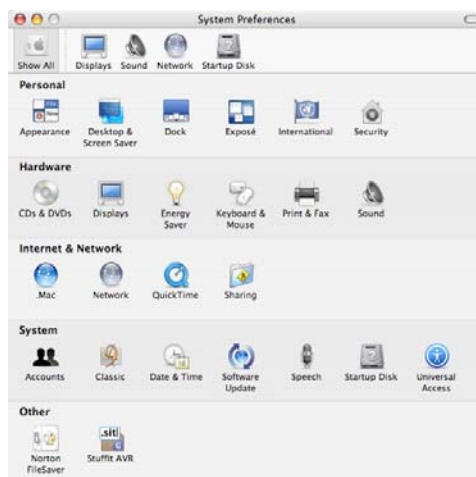 System Preferences
Show All Displays Sound Network Startup Disk
Personal
Appearance Desktop & Screen Saver Dock Exposé International Security
Hardware
CDs & DVDs Displays Energy Saver Keyboard & Mouse Print & Fax Sound
Internet & Network
.Mac Network QuickTime Sharing
System
Accounts Classic Date & Time Software Update Speech Startup Disk Universal Access
Other
.sit
Norton FileSaver StuffIt AVR